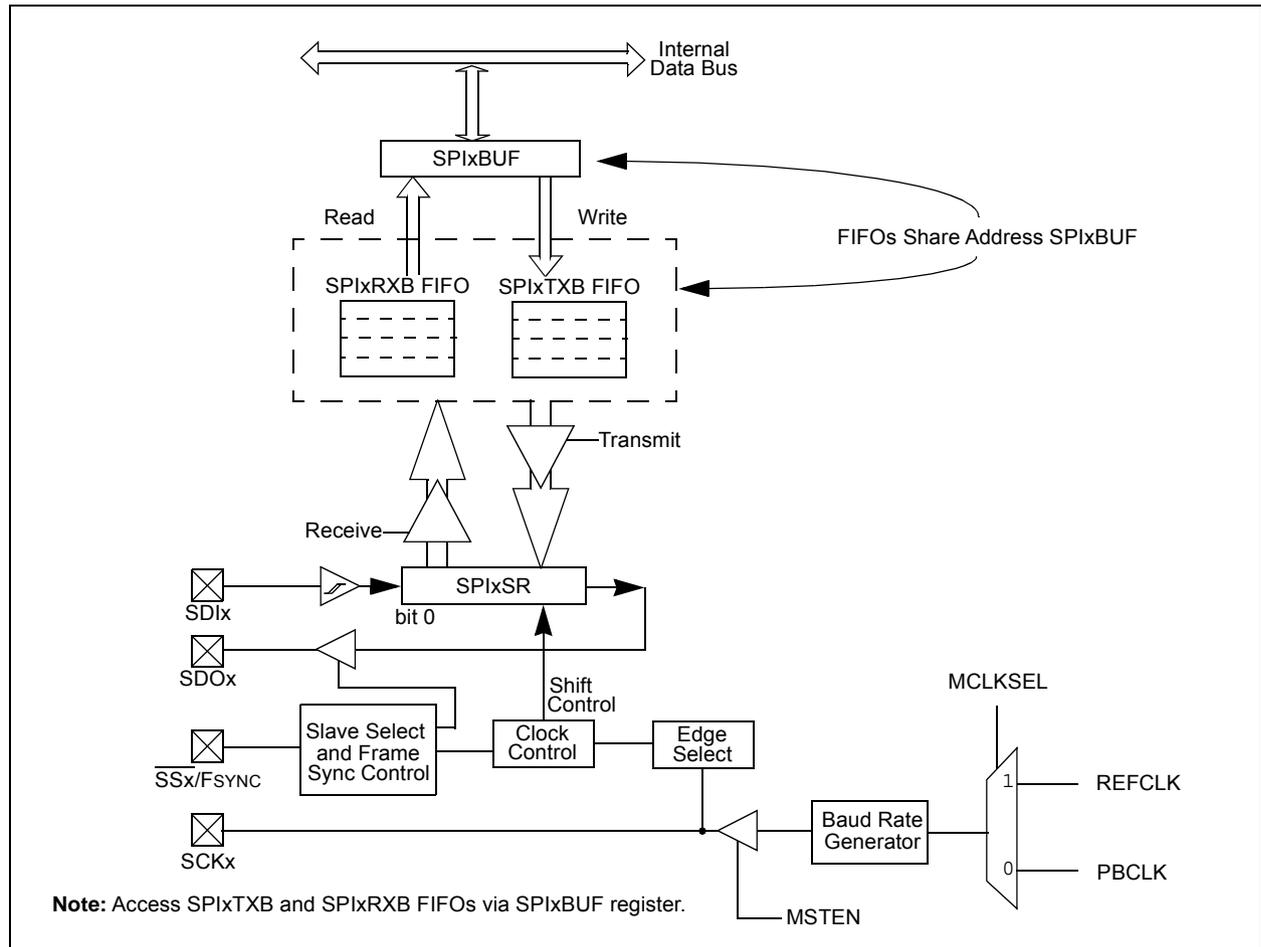 Internal
Data Bus
SPIxBUF
Read
Write
FIFOs Share Address SPIxBUF
SPIxRXB FIFO
SPIxTXB FIFO
Transmit
Receive
SPIxSR
bit 0
SDIx
SDOx
Shift
Control
MCLKSEL
Slave Select
and Frame
Sync Control
Clock
Control
Edge
Select
SSx/FSYNC
1
REFCLK
Baud Rate
Generator
SCKx
0
PBCLK
Note: Access SPIxTXB and SPIxRXB FIFOs via SPIxBUF register.
MSTEN